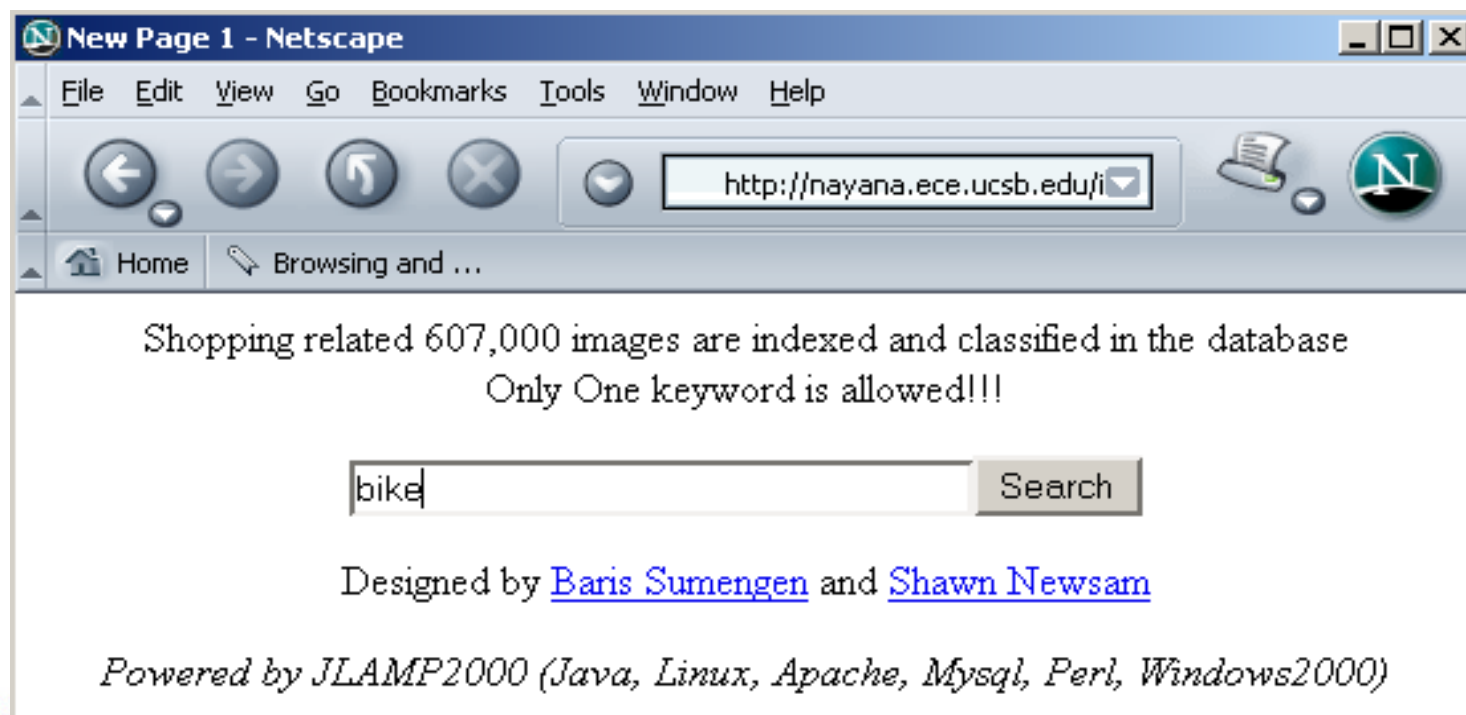 New Page 1 - Netscape
File Edit View Go Bookmarks Tools Window Help
http://nayana.ece.ucsb.edu/i
N
Home Browsing and ...
Shopping related 607,000 images are indexed and classified in the database
Only One keyword is allowed!!!
bike Search
Designed by Baris Sumengen and Shawn Newsam
Powered by JLAMP2000 (Java, Linux, Apache, Mysql, Perl, Windows2000)